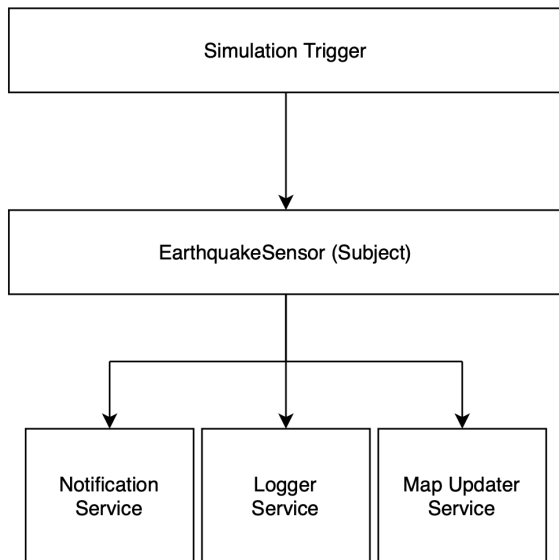 Simulation Trigger
EarthquakeSensor (Subject)
Notification
Service
Logger
Service
Map Updater
Service